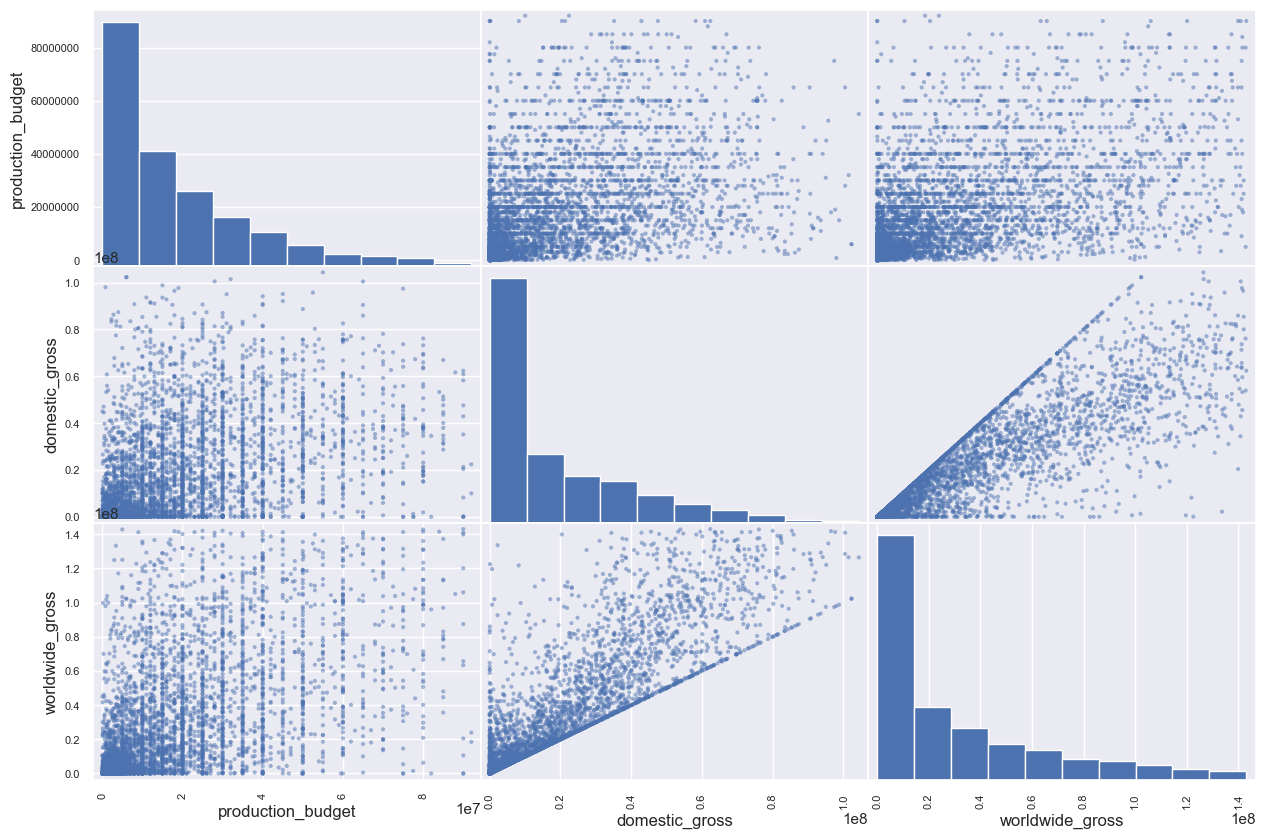 80000000
60000000
40000000
20000000
0
production_budget
1e8
1.0
0.8
0.6
0.4
0.2
0.0
domestic_gross
1e8
1.4
1.2
1.0
0.8
0.6
0.4
0.2
0.0
worldwide_gross
0 2 4 6 8 1e7
production_budget
0.0 0.2 0.4 0.6 0.8 1.0 1e8
domestic_gross
0.0 0.2 0.4 0.6 0.8 1.0 1.2 1.4 1e8
worldwide_gross